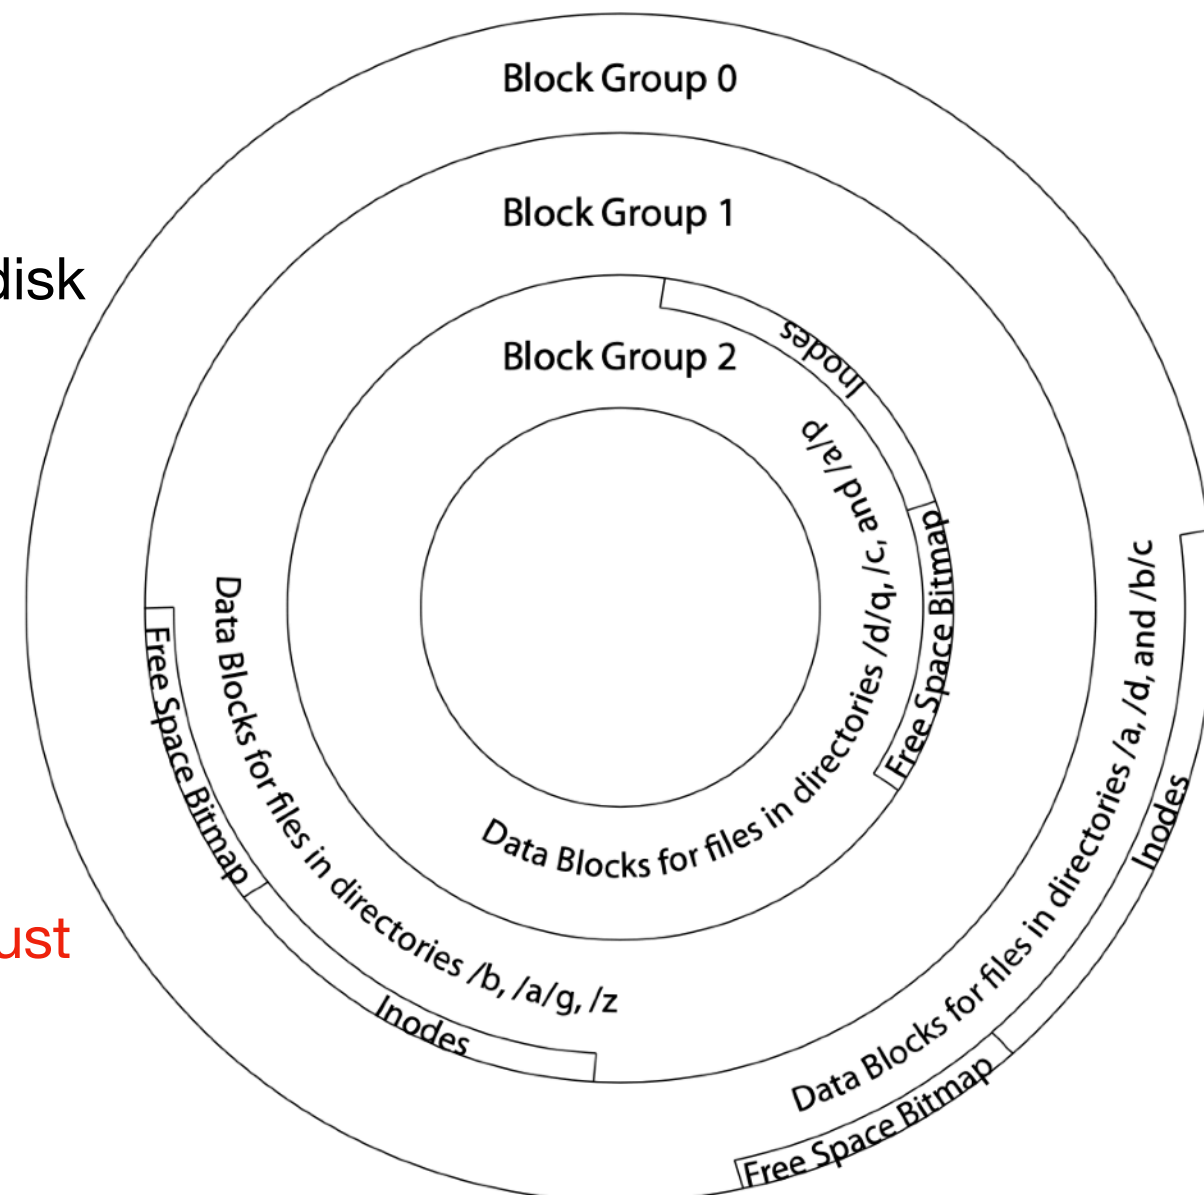 Block Group 0
Block Group 1
disk
Block Group 2
Inodes
Data Blocks for files in directories /d/q, /c, and /a/p
Free Space Bitmap
Data Blocks for files in directories /b, /a/g, /z
Free Space Bitmap
Inodes
Data Blocks for files in directories /a, /d, and /b/c
Inodes
Free Space Bitmap
ust